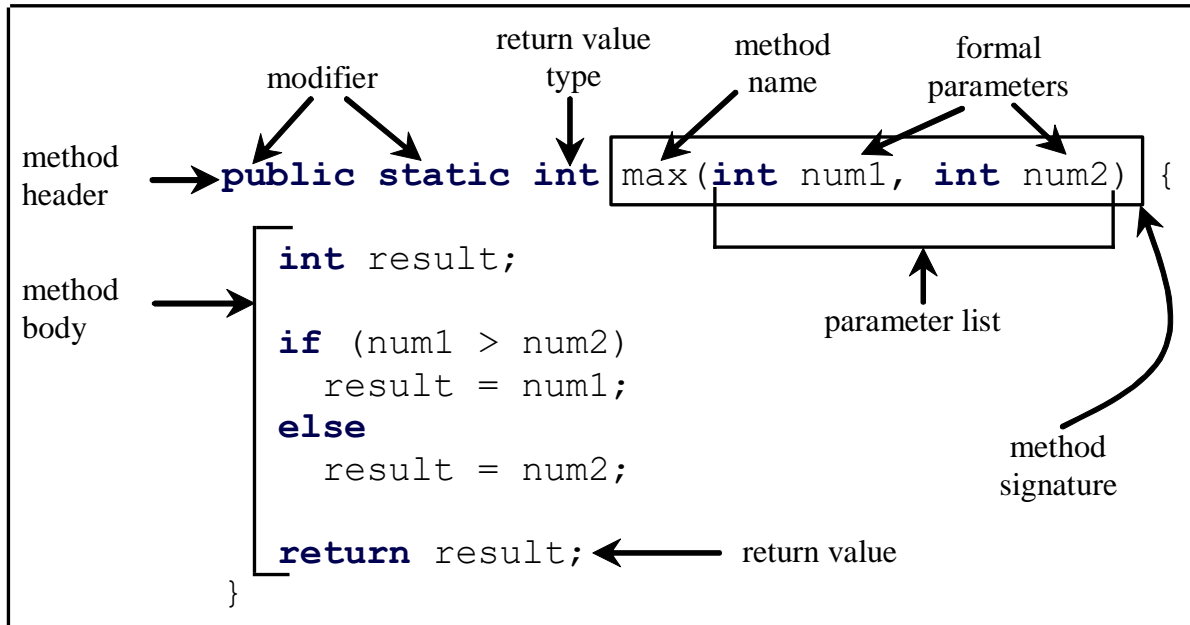 return value
type
method
name
formal
parameters
modifier
method
header
public static int max(int num1, int num2) {
int result;
method
body
parameter list
if (num1 > num2)
result = num1;
else
result = num2;
method
signature
return result;
return value
}